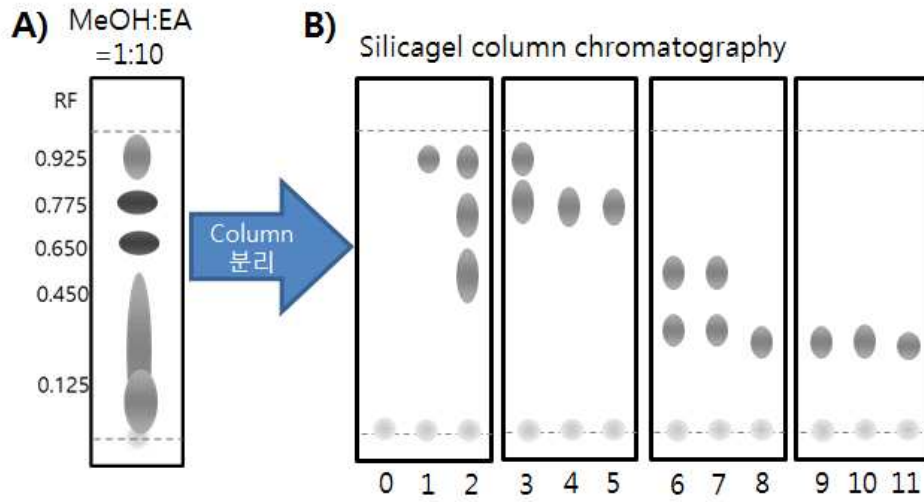 A)
MeOH:EA
=1:10
RF
0.925
0.775
0.650
0.450
0.125
Column
분리
B)
Silicagel column chromatography
0 1 2 3 4 5 6 7 8 9 10 11